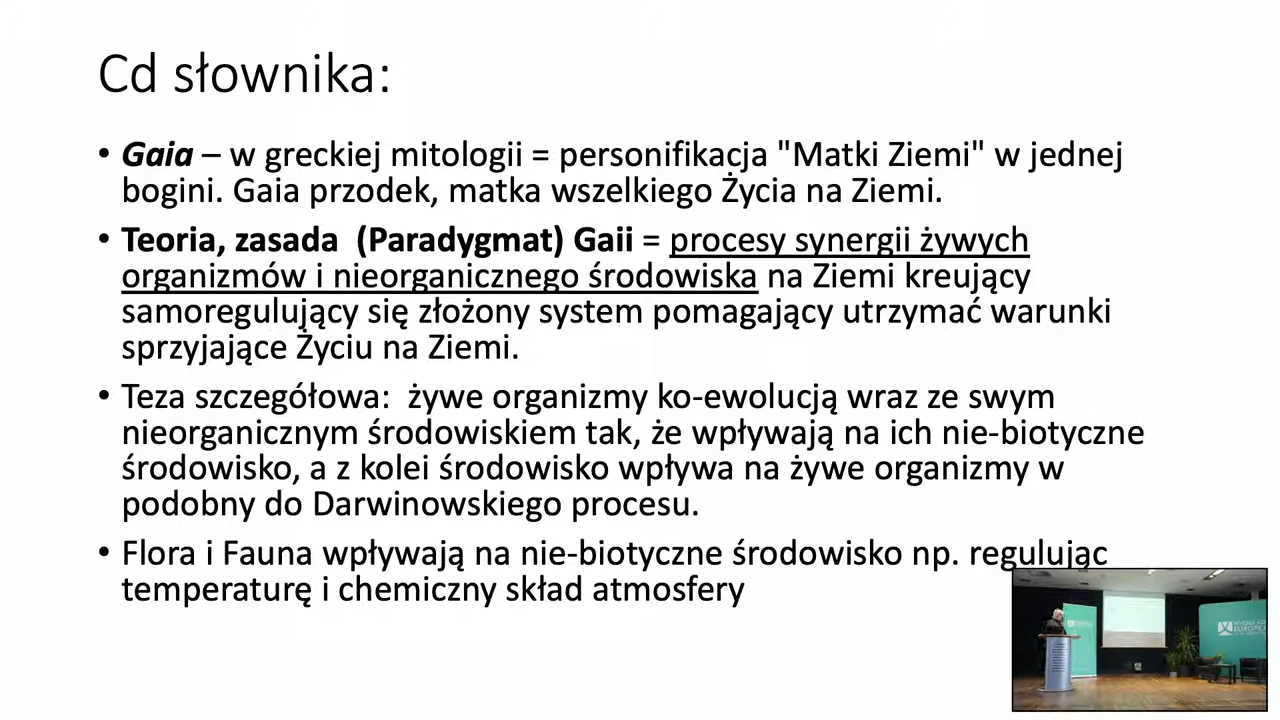 Cd słownika:
• Gaia – w greckiej mitologii = personifikacja "Matki Ziemi" w jednej
bogini. Gaia przodek, matka wszelkiego Życia na Ziemi.
• Teoria, zasada (Paradygmat) Gaii = procesy synergii żywych
organizmów i nieorganicznego środowiska na Ziemi kreujący
samoregulujący się złożony system pomagający utrzymać warunki
sprzyjające Życiu na Ziemi.
• Teza szczegółowa: żywe organizmy ko-ewolucją wraz ze swym
nieorganicznym środowiskiem tak, że wpływają na ich nie-biotyczne
środowisko, a z kolei środowisko wpływa na żywe organizmy w
podobny do Darwinowskiego procesu.
• Flora i Fauna wpływają na nie-biotyczne środowisko np. regulując
temperaturę i chemiczny skład atmosfery